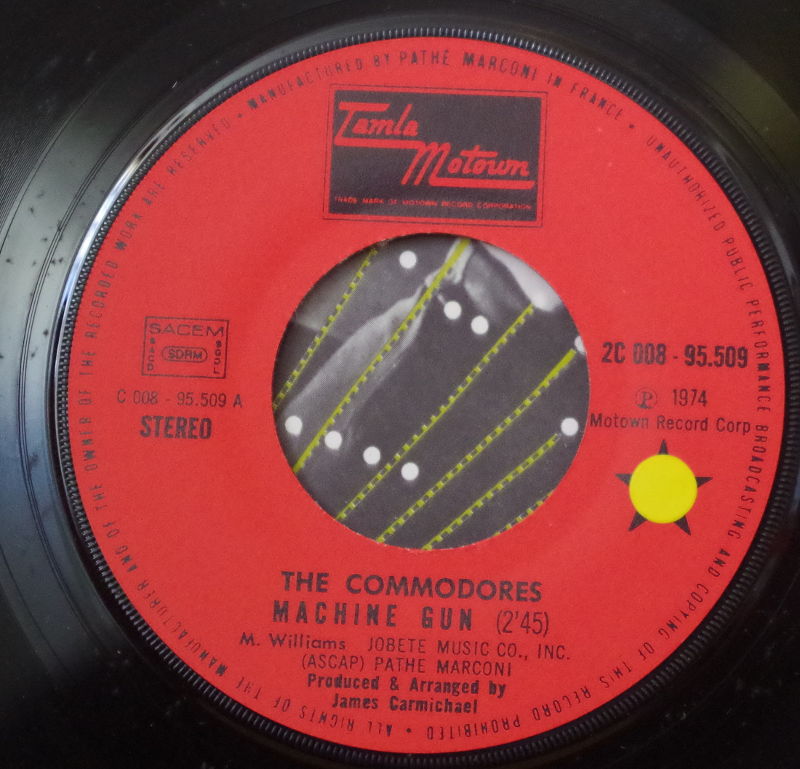 MANUFACTURED BY PATHÉ MARCONI IN FRANCE • UNAUTHORIZED PUBLIC PERFORMANCE BROADCASTING AND COPYING OF THIS RECORD PROHIBITED • ALL RIGHTS OF THE MANUFACTURER AND OF THE OWNER OF THE RECORDED WORK ARE RESERVED •
Tamla
Motown
TRADE MARK OF MOTOWN RECORD CORPORATION
SACEM
SACD
SDRM
SGDL
C 008 - 95.509 A
STEREO
2C 008 - 95.509
Ⓟ 1974
Motown Record Corp
THE COMMODORES
MACHINE GUN (2'45)
M. Williams JOBETE MUSIC CO., INC.
(ASCAP) PATHE MARCONI
Produced & Arranged by
James Carmichael